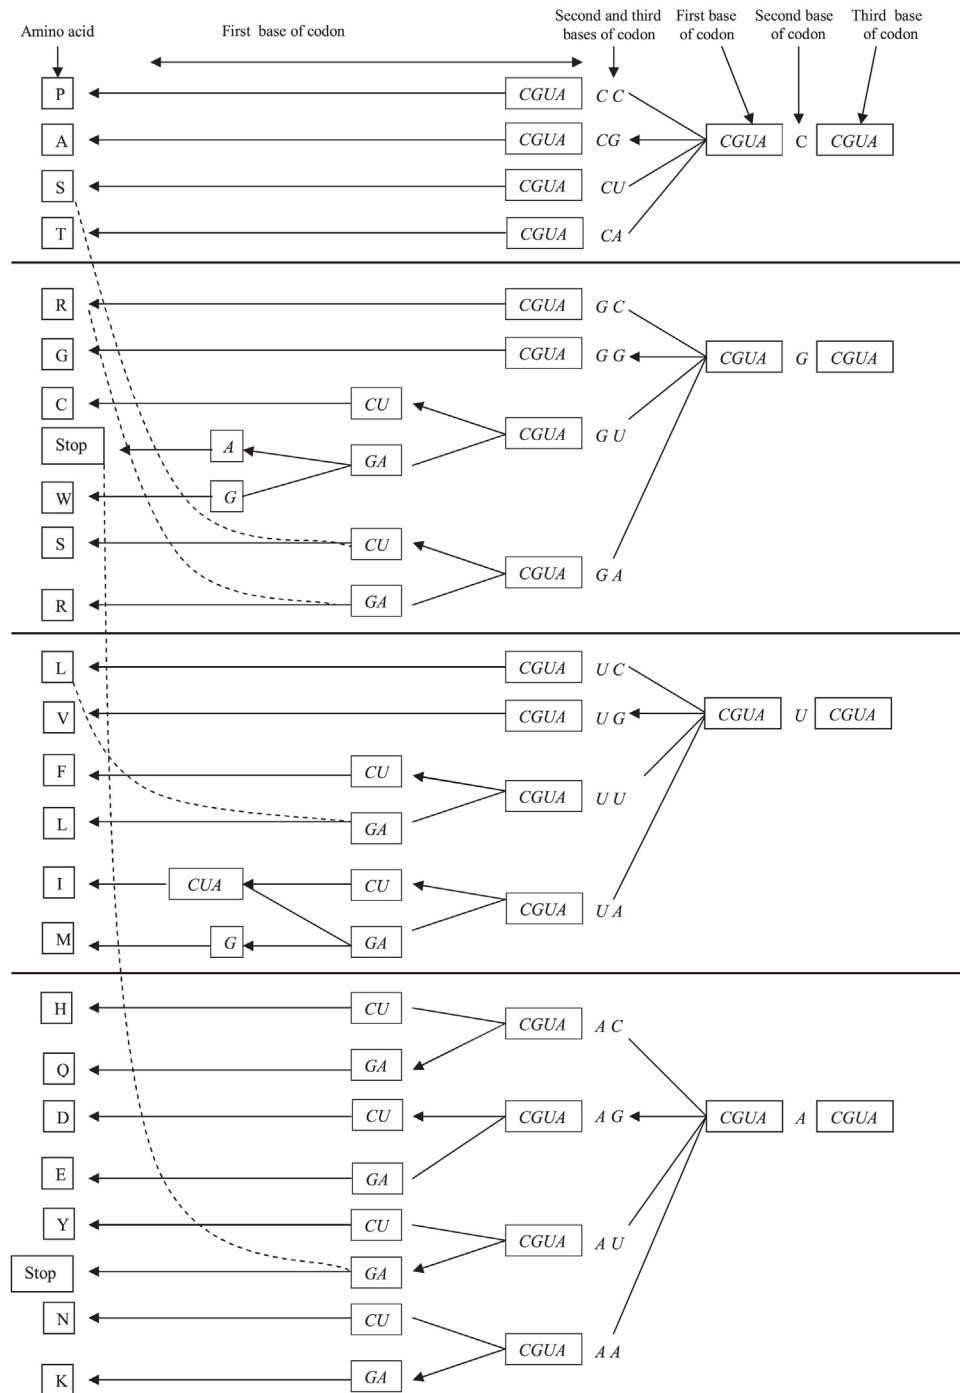 Amino acid
First base of codon
Second and third
bases of codon
First base
of codon
Second base
of codon
Third base
of codon
P CGUA C C
A CGUA CG CGUA C CGUA
S CGUA CU
T CGUA CA
R CGUA G C
G CGUA G G CGUA G CGUA
C CU
CGUA G U
Stop A
GA
W G
S CU
CGUA G A
R GA
L CGUA U C
V CGUA U G CGUA U CGUA
F CU
CGUA U U
L GA
I CUA CU
CGUA U A
M G GA
H CU
CGUA A C
Q GA
D CU CGUA A G CGUA A CGUA
E GA
Y CU
CGUA A U
Stop GA
N CU
CGUA A A
K GA